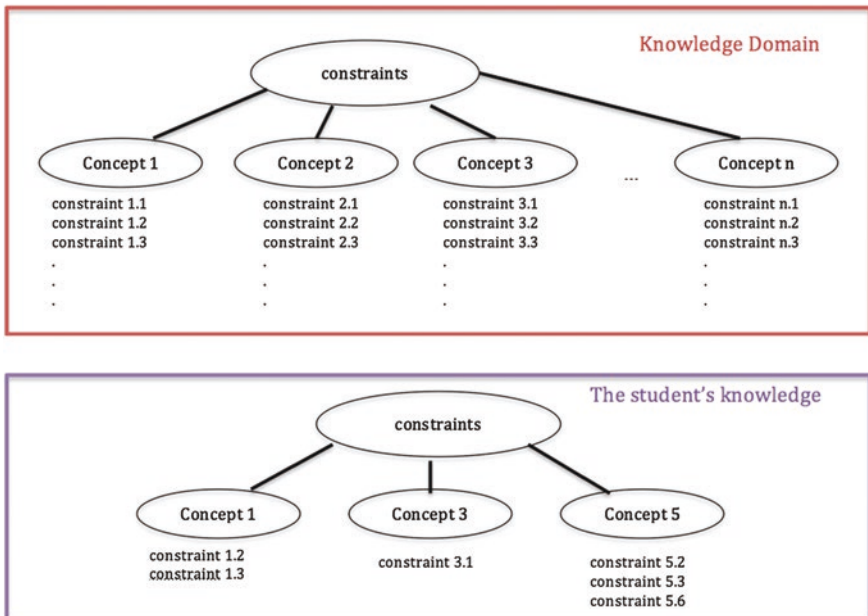 Knowledge Domain
constraints
Concept 1 Concept 2 Concept 3 ... Concept n
constraint 1.1 constraint 2.1 constraint 3.1 constraint n.1
constraint 1.2 constraint 2.2 constraint 3.2 constraint n.2
constraint 1.3 constraint 2.3 constraint 3.3 constraint n.3
. . . .
. . . .
. . . .
The student's knowledge
constraints
Concept 1 Concept 3 Concept 5
constraint 1.2 constraint 3.1 constraint 5.2
constraint 1.3 constraint 5.3
constraint 5.6